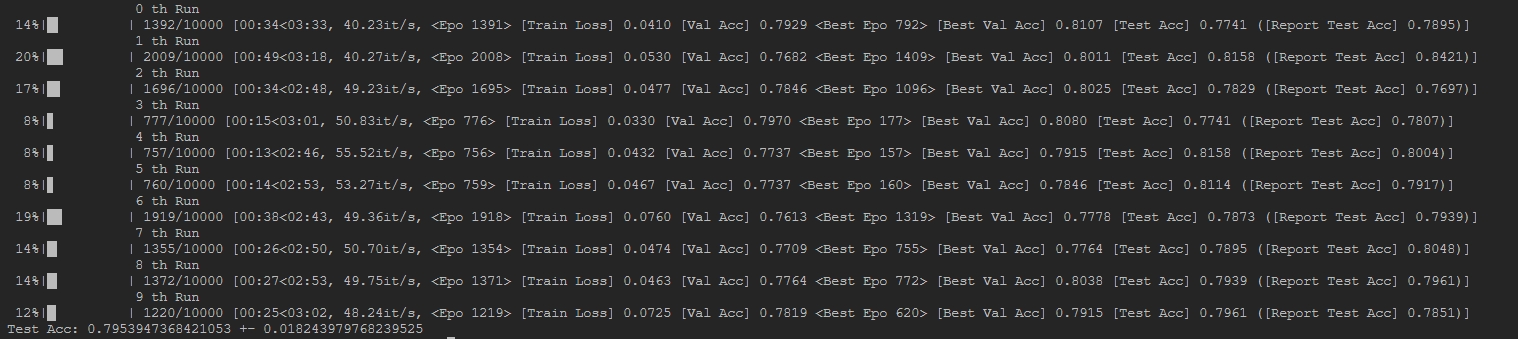 0 th Run
14%| | 1392/10000 [00:34<03:33, 40.23it/s, <Epo 1391> [Train Loss] 0.0410 [Val Acc] 0.7929 <Best Epo 792> [Best Val Acc] 0.8107 [Test Acc] 0.7741 ([Report Test Acc] 0.7895)]
1 th Run
20%| | 2009/10000 [00:49<03:18, 40.27it/s, <Epo 2008> [Train Loss] 0.0530 [Val Acc] 0.7682 <Best Epo 1409> [Best Val Acc] 0.8011 [Test Acc] 0.8158 ([Report Test Acc] 0.8421)]
2 th Run
17%| | 1696/10000 [00:34<02:48, 49.23it/s, <Epo 1695> [Train Loss] 0.0477 [Val Acc] 0.7846 <Best Epo 1096> [Best Val Acc] 0.8025 [Test Acc] 0.7829 ([Report Test Acc] 0.7697)]
3 th Run
8%| | 777/10000 [00:15<03:01, 50.83it/s, <Epo 776> [Train Loss] 0.0330 [Val Acc] 0.7970 <Best Epo 177> [Best Val Acc] 0.8080 [Test Acc] 0.7741 ([Report Test Acc] 0.7807)]
4 th Run
8%| | 757/10000 [00:13<02:46, 55.52it/s, <Epo 756> [Train Loss] 0.0432 [Val Acc] 0.7737 <Best Epo 157> [Best Val Acc] 0.7915 [Test Acc] 0.8158 ([Report Test Acc] 0.8004)]
5 th Run
8%| | 760/10000 [00:14<02:53, 53.27it/s, <Epo 759> [Train Loss] 0.0467 [Val Acc] 0.7737 <Best Epo 160> [Best Val Acc] 0.7846 [Test Acc] 0.8114 ([Report Test Acc] 0.7917)]
6 th Run
19%| | 1919/10000 [00:38<02:43, 49.36it/s, <Epo 1918> [Train Loss] 0.0760 [Val Acc] 0.7613 <Best Epo 1319> [Best Val Acc] 0.7778 [Test Acc] 0.7873 ([Report Test Acc] 0.7939)]
7 th Run
14%| | 1355/10000 [00:26<02:50, 50.70it/s, <Epo 1354> [Train Loss] 0.0474 [Val Acc] 0.7709 <Best Epo 755> [Best Val Acc] 0.7764 [Test Acc] 0.7895 ([Report Test Acc] 0.8048)]
8 th Run
14%| | 1372/10000 [00:27<02:53, 49.75it/s, <Epo 1371> [Train Loss] 0.0463 [Val Acc] 0.7764 <Best Epo 772> [Best Val Acc] 0.8038 [Test Acc] 0.7939 ([Report Test Acc] 0.7961)]
9 th Run
12%| | 1220/10000 [00:25<03:02, 48.24it/s, <Epo 1219> [Train Loss] 0.0725 [Val Acc] 0.7819 <Best Epo 620> [Best Val Acc] 0.7915 [Test Acc] 0.7961 ([Report Test Acc] 0.7851)]
Test Acc: 0.7953947368421053 +- 0.018243979768239525